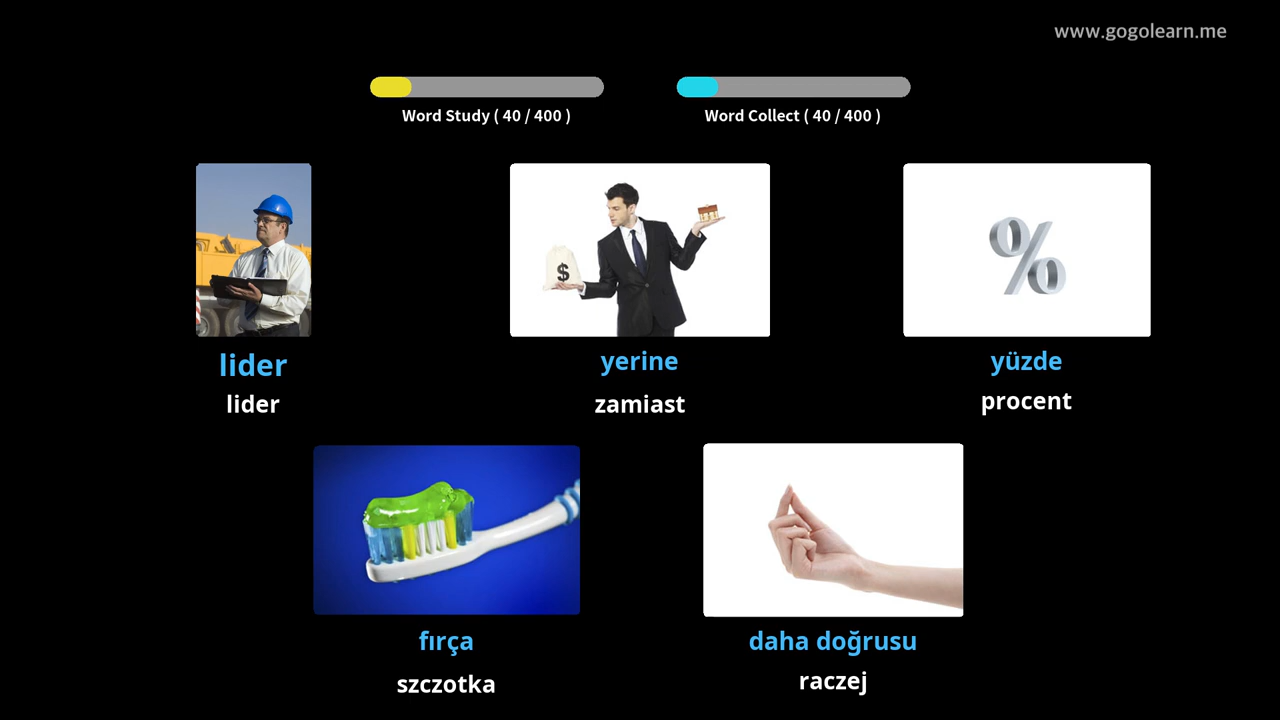 www.gogolearn.me
Word Study ( 40 / 400 )
Word Collect ( 40 / 400 )
$
%
lider
lider
yerine
zamiast
yüzde
procent
fırça
szczotka
daha doğrusu
raczej